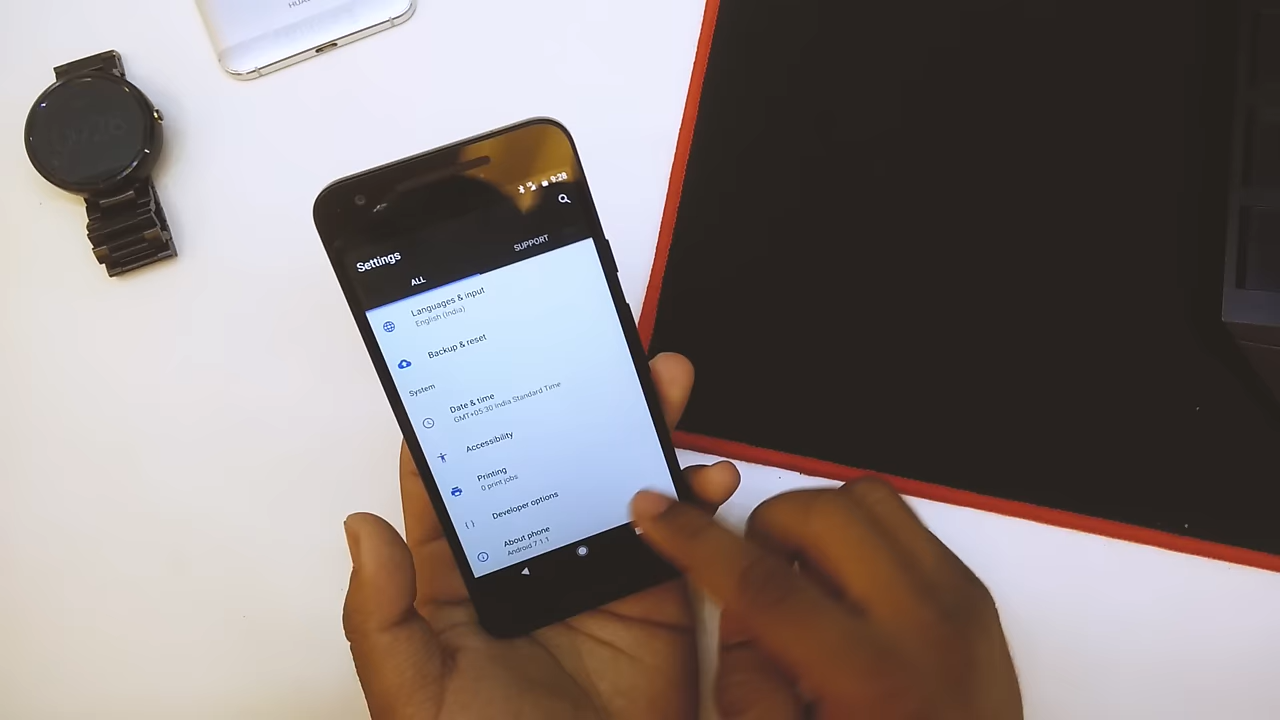 HUA
9:28
Settings
ALL
SUPPORT
Languages & input
English (India)
Backup & reset
System
Date & time
GMT+05:30 India Standard Time
Accessibility
Printing
0 print jobs
Developer options
About phone
Android 7.1.1